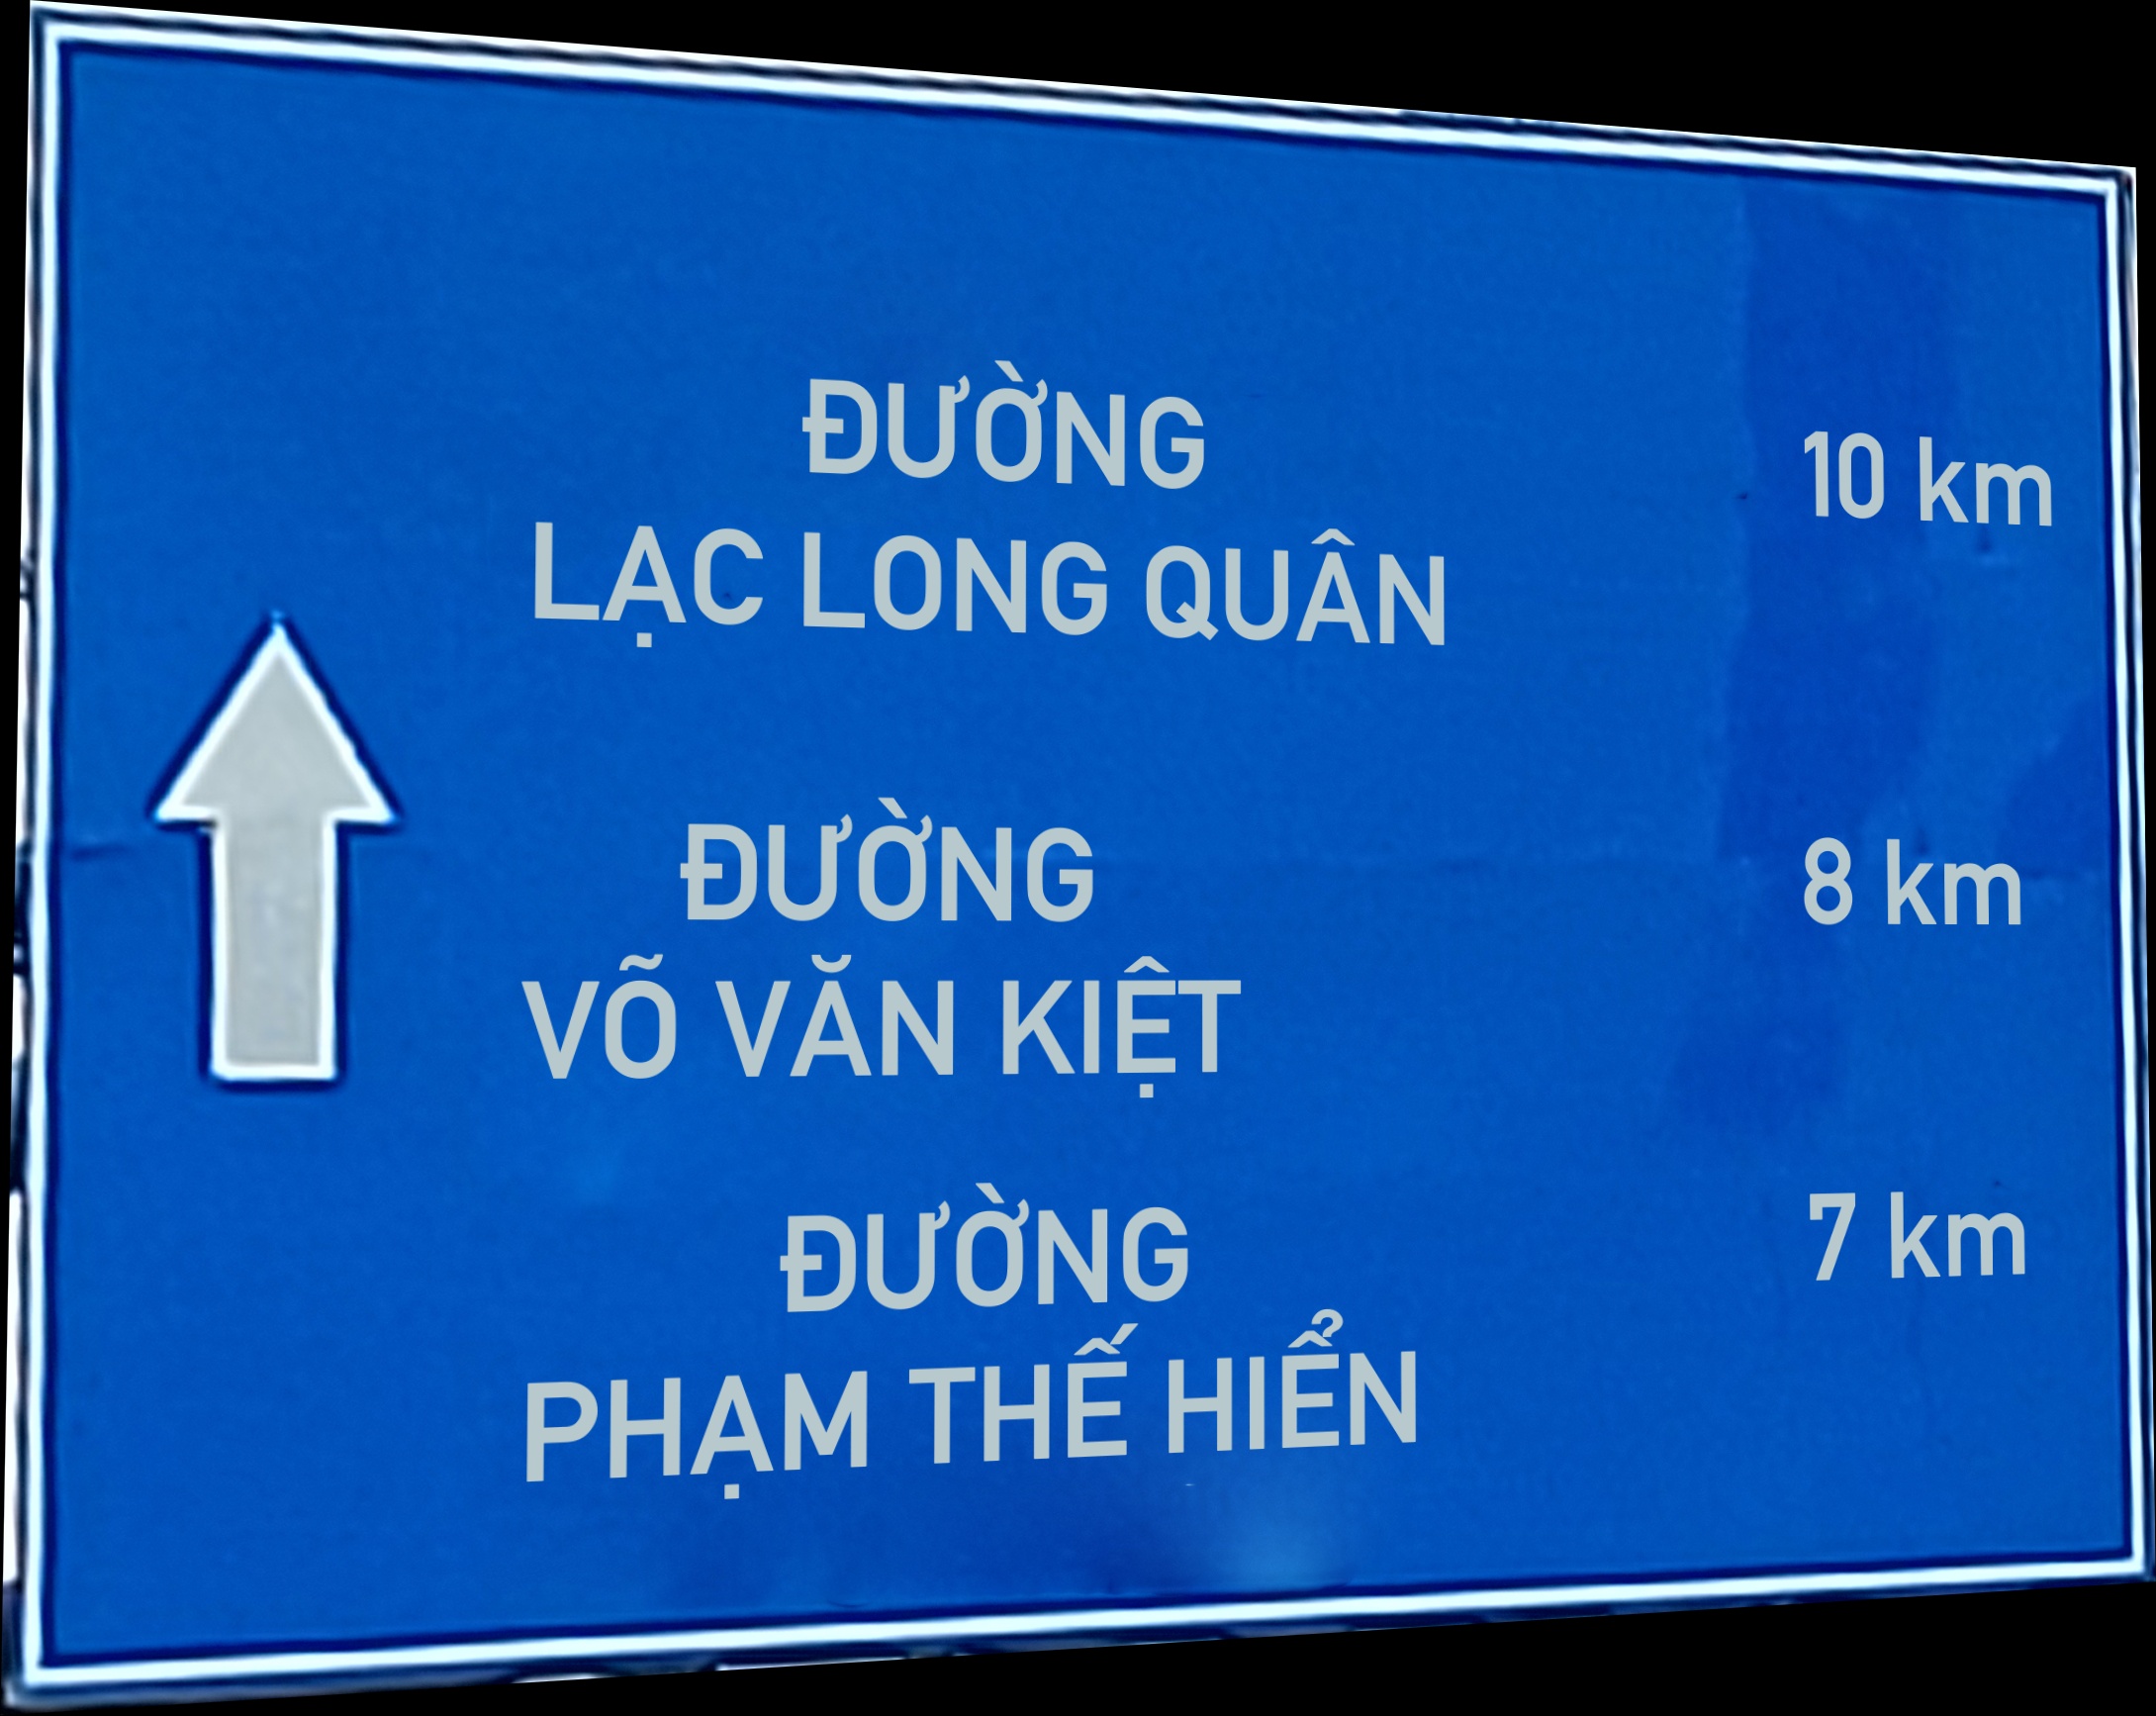 ĐƯỜNG
LẠC LONG QUÂN
10 km
ĐƯỜNG
VÕ VĂN KIỆT
8 km
ĐƯỜNG
PHẠM THẾ HIỂN
7 km